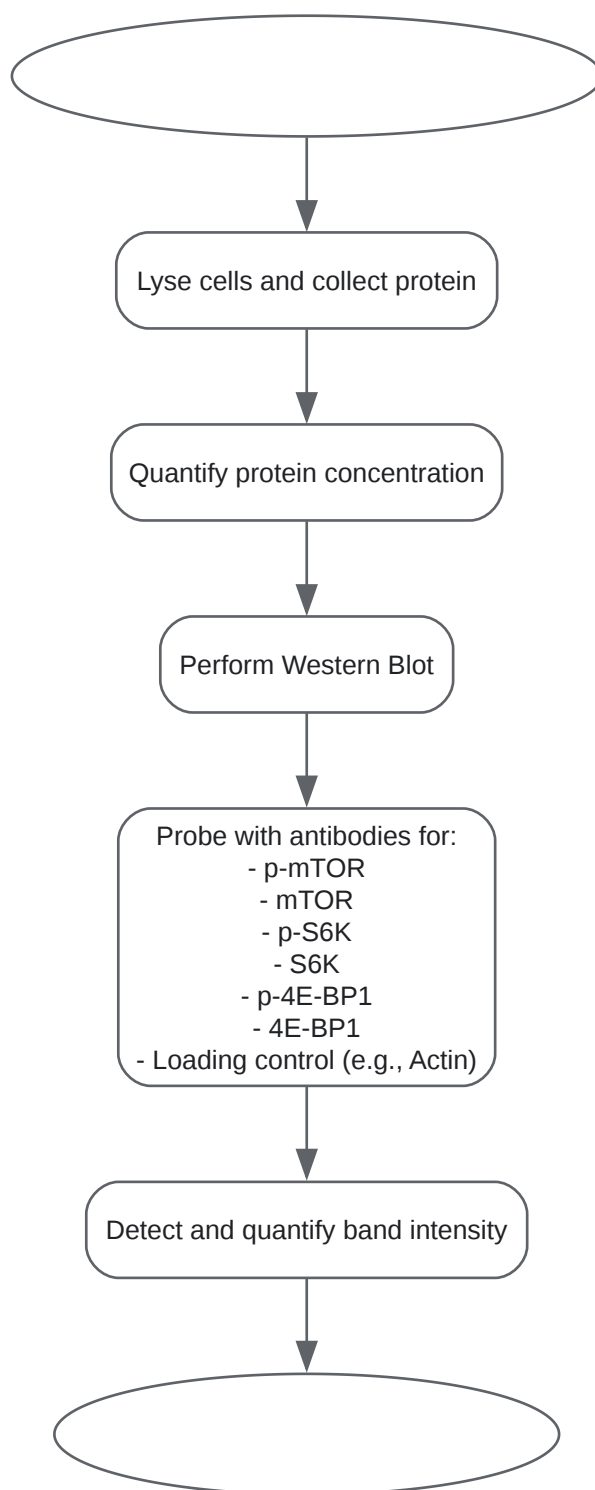 Lyse cells and collect protein
Quantify protein concentration
Perform Western Blot
Probe with antibodies for:
- p-mTOR
- mTOR
- p-S6K
- S6K
- p-4E-BP1
- 4E-BP1
- Loading control (e.g., Actin)
Detect and quantify band intensity